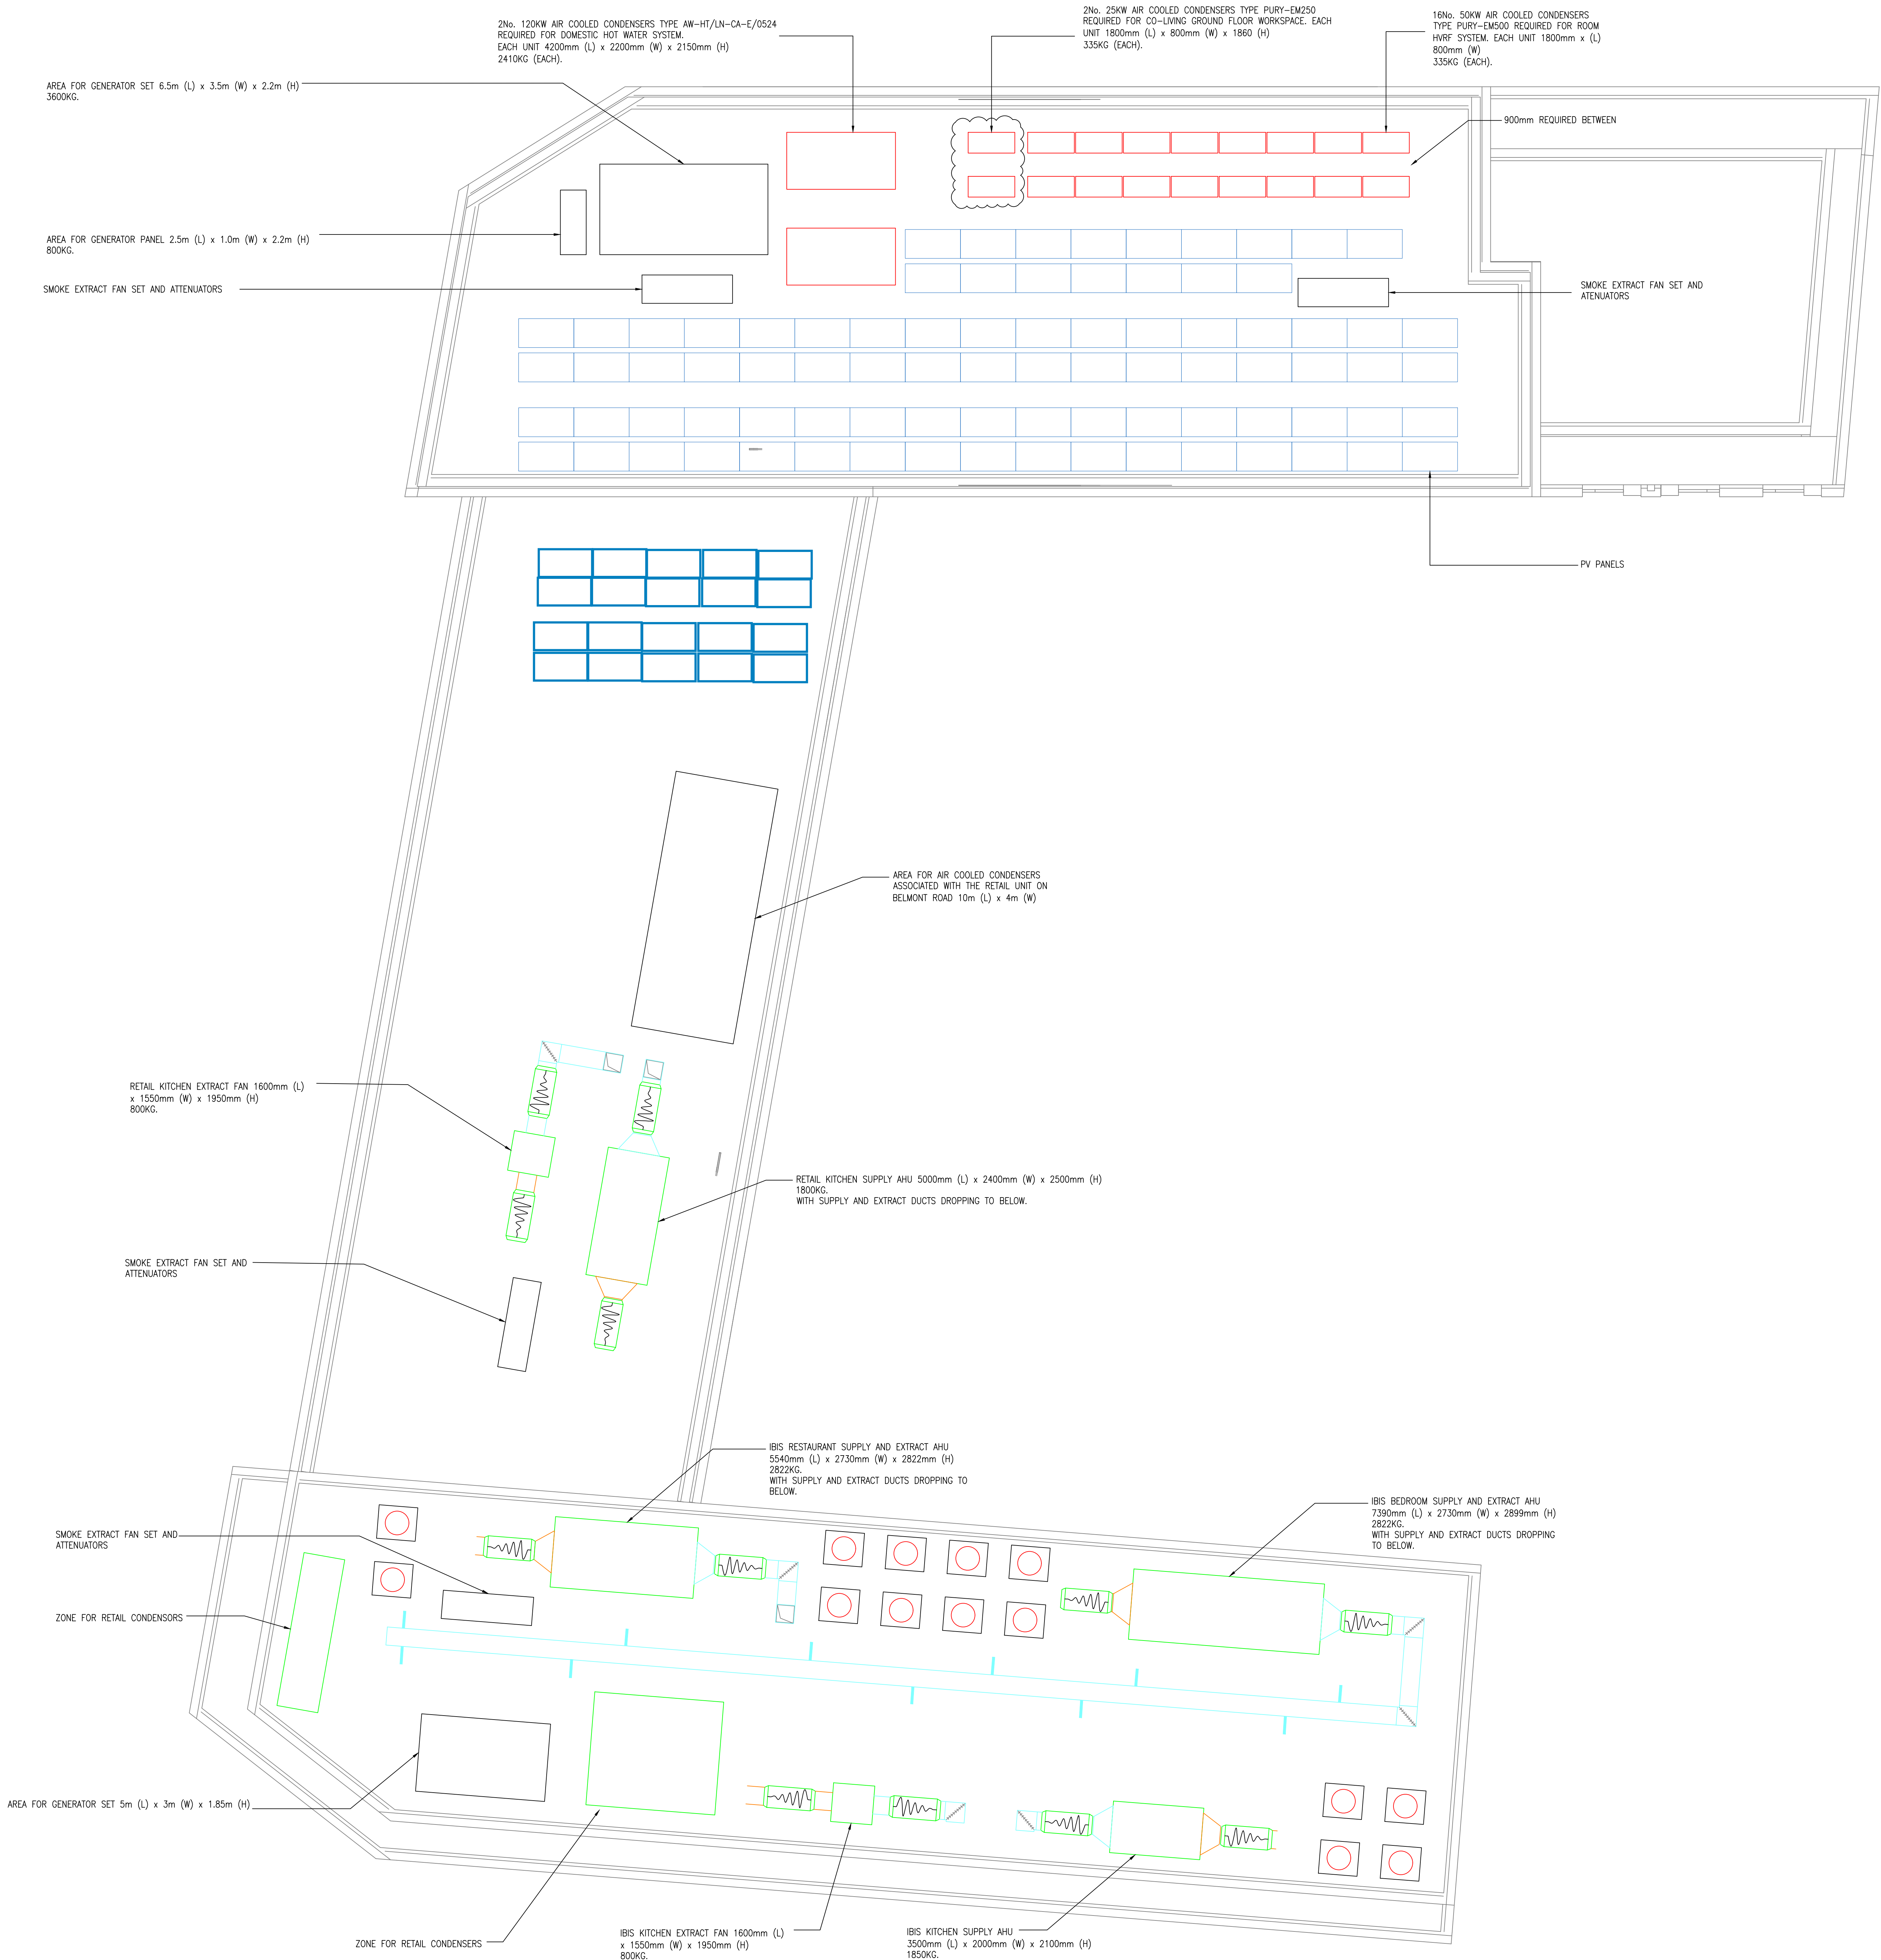 2No. 120KW AIR COOLED CONDENSERS TYPE AW-HT/LN-CA-E/0524
REQUIRED FOR DOMESTIC HOT WATER SYSTEM.
EACH UNIT 4200mm (L) x 2200mm (W) x 2150mm (H)
2410KG (EACH).
2No. 25KW AIR COOLED CONDENSERS TYPE PURY-EM250
REQUIRED FOR CO-LIVING GROUND FLOOR WORKSPACE. EACH
UNIT 1800mm (L) x 800mm (W) x 1860 (H)
335KG (EACH).
16No. 50KW AIR COOLED CONDENSERS
TYPE PURY-EM500 REQUIRED FOR ROOM
HVRF SYSTEM. EACH UNIT 1800mm x (L)
800mm (W)
335KG (EACH).
AREA FOR GENERATOR SET 6.5m (L) x 3.5m (W) x 2.2m (H)
3600KG.
900mm REQUIRED BETWEEN
AREA FOR GENERATOR PANEL 2.5m (L) x 1.0m (W) x 2.2m (H)
800KG.
SMOKE EXTRACT FAN SET AND ATTENUATORS
SMOKE EXTRACT FAN SET AND
ATENUATORS
PV PANELS
AREA FOR AIR COOLED CONDENSERS
ASSOCIATED WITH THE RETAIL UNIT ON
BELMONT ROAD 10m (L) x 4m (W)
RETAIL KITCHEN EXTRACT FAN 1600mm (L)
x 1550mm (W) x 1950mm (H)
800KG.
RETAIL KITCHEN SUPPLY AHU 5000mm (L) x 2400mm (W) x 2500mm (H)
1800KG.
WITH SUPPLY AND EXTRACT DUCTS DROPPING TO BELOW.
SMOKE EXTRACT FAN SET AND
ATTENUATORS
IBIS RESTAURANT SUPPLY AND EXTRACT AHU
5540mm (L) x 2730mm (W) x 2822mm (H)
2822KG.
WITH SUPPLY AND EXTRACT DUCTS DROPPING TO
BELOW.
IBIS BEDROOM SUPPLY AND EXTRACT AHU
7390mm (L) x 2730mm (W) x 2899mm (H)
2822KG.
WITH SUPPLY AND EXTRACT DUCTS DROPPING
TO BELOW.
SMOKE EXTRACT FAN SET AND
ATTENUATORS
ZONE FOR RETAIL CONDENSORS
AREA FOR GENERATOR SET 5m (L) x 3m (W) x 1.85m (H)
ZONE FOR RETAIL CONDENSERS
IBIS KITCHEN EXTRACT FAN 1600mm (L)
x 1550mm (W) x 1950mm (H)
800KG.
IBIS KITCHEN SUPPLY AHU
3500mm (L) x 2000mm (W) x 2100mm (H)
1850KG.